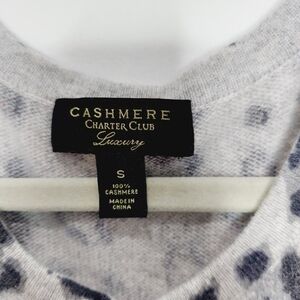 CASHMERE
CHARTER CLUB
Luxury
S
100%
CASHMERE
MADE IN
CHINA